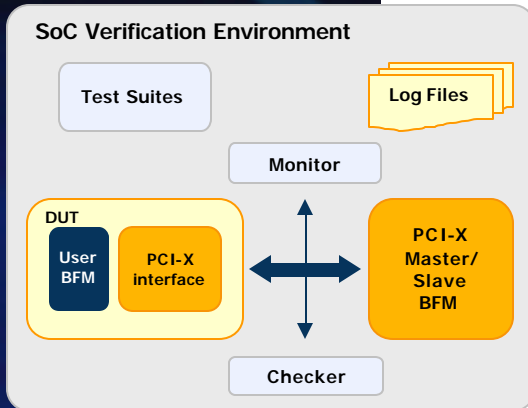 SoC Verification Environment
Test Suites
Log Files
Monitor
DUT
User
BFM
PCI-X
interface
PCI-X
Master/
Slave
BFM
Checker